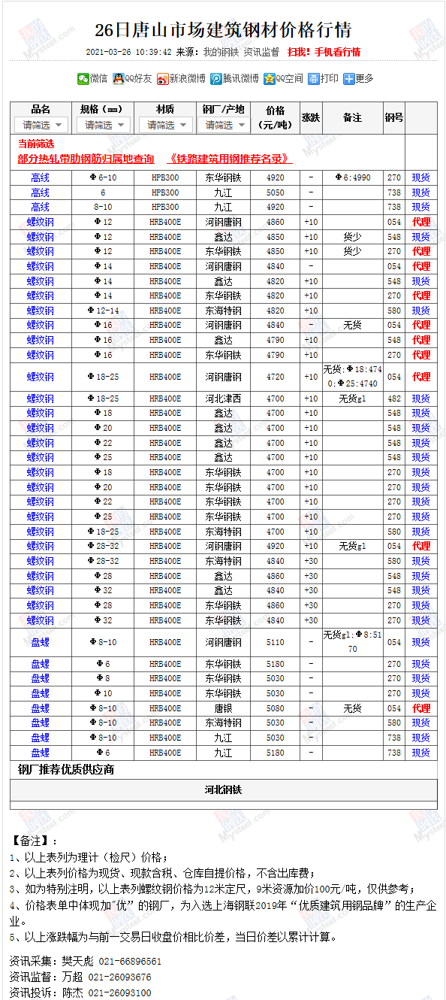 26日唐山市场建筑钢材价格行情
2021-03-26 10:39:42 来源：我的钢铁 资讯监督 扫我！手机看行情
微信 QQ好友 新浪微博 腾讯微博 QQ空间 打印 更多
品名 规格（mm） 材质 钢厂/产地 价格（元/吨） 涨跌 备注 钢号
请筛选 请筛选 请筛选 请筛选
当前筛选
部分热轧带肋钢筋归属地查询 《铁路建筑用钢推荐名录》
高线 Φ6-10 HPB300 东华钢铁 4920 - Φ6:4990 270 现货
高线 6 HPB300 九江 5050 - 738 现货
高线 8-10 HPB300 九江 4920 - 738 现货
螺纹钢 Φ12 HRB400E 河钢唐钢 4860 +10 054 代理
螺纹钢 Φ12 HRB400E 鑫达 4850 +10 货少 548 现货
螺纹钢 Φ12 HRB400E 东华钢铁 4850 +10 货少 270 代理
螺纹钢 Φ14 HRB400E 河钢唐钢 4840 - 054 代理
螺纹钢 Φ14 HRB400E 鑫达 4820 +10 548 现货
螺纹钢 Φ14 HRB400E 东华钢铁 4820 +10 270 代理
螺纹钢 Φ12-14 HRB400E 东海特钢 4820 +10 580 现货
螺纹钢 Φ16 HRB400E 河钢唐钢 4840 - 无货 054 代理
螺纹钢 Φ16 HRB400E 鑫达 4790 +10 548 代理
螺纹钢 Φ16 HRB400E 东华钢铁 4790 +10 270 代理
螺纹钢 Φ18-25 HRB400E 河钢唐钢 4720 +10 无货;Φ18:4740;Φ25:4740 054 代理
螺纹钢 Φ18-25 HRB400E 河北津西 4700 +10 无货gl 482 现货
螺纹钢 Φ18 HRB400E 鑫达 4700 +10 548 现货
螺纹钢 Φ20 HRB400E 鑫达 4700 +10 548 现货
螺纹钢 Φ22 HRB400E 鑫达 4700 +10 548 现货
螺纹钢 Φ25 HRB400E 鑫达 4700 +10 548 现货
螺纹钢 Φ18 HRB400E 东华钢铁 4700 +10 270 现货
螺纹钢 Φ20 HRB400E 东华钢铁 4700 +10 270 现货
螺纹钢 Φ22 HRB400E 东华钢铁 4700 +10 270 现货
螺纹钢 Φ25 HRB400E 东华钢铁 4700 +10 270 现货
螺纹钢 Φ18-25 HRB400E 东海特钢 4700 +10 580 现货
螺纹钢 Φ28-32 HRB400E 河钢唐钢 4920 +10 无货gl 054 代理
螺纹钢 Φ28-32 HRB400E 东海特钢 4840 +30 580 现货
螺纹钢 Φ28 HRB400E 鑫达 4860 +30 548 现货
螺纹钢 Φ32 HRB400E 鑫达 4840 +30 548 现货
螺纹钢 Φ28 HRB400E 东华钢铁 4860 +30 270 现货
螺纹钢 Φ32 HRB400E 东华钢铁 4840 +30 270 现货
盘螺 Φ8-10 HRB400E 河钢唐钢 5110 - 无货gl;Φ8:5170 054 现货
盘螺 Φ6 HRB400E 东华钢铁 5180 - 270 现货
盘螺 Φ8 HRB400E 东华钢铁 5030 - 270 现货
盘螺 Φ10 HRB400E 东华钢铁 5030 - 270 现货
盘螺 Φ8-10 HRB400E 唐银 5080 - 无货 054 代理
盘螺 Φ8-10 HRB400E 东海特钢 5030 - 580 现货
盘螺 Φ8-10 HRB400E 九江 5030 - 738 现货
盘螺 Φ6 HRB400E 九江 5180 - 738 现货
钢厂推荐优质供应商
河北钢铁
【备注】：
1、以上表列为理计（检尺）价格；
2、以上表列价格为现货、现款含税、仓库自提价格，不含出库费；
3、如为特别注明，以上表列螺纹钢价格为12米定尺，9米资源加价100元/吨，仅供参考；
4、价格表单中体现加"优”的钢厂，为入选上海钢联2019年“优质建筑用钢品牌”的生产企
业。
5、以上涨跌幅为与前一交易日收盘价相比价差，当日价差以累计计算。
资讯采集：樊天彪 021-66896561
资讯监督：万超 021-26093676
资讯投诉：陈杰 021-26093100